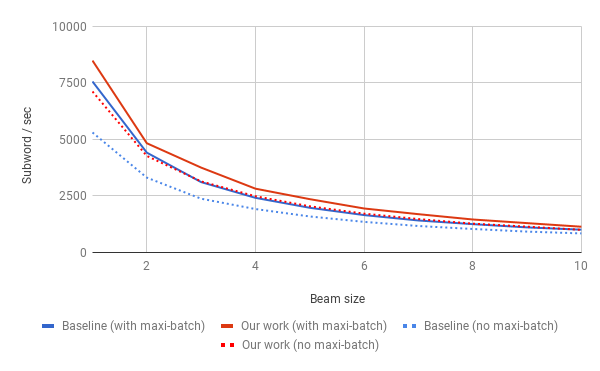 10000
7500
5000
2500
0
Subword / sec
2 4 6 8 10
Beam size
Baseline (with maxi-batch) Our work (with maxi-batch) Baseline (no maxi-batch)
Our work (no maxi-batch)